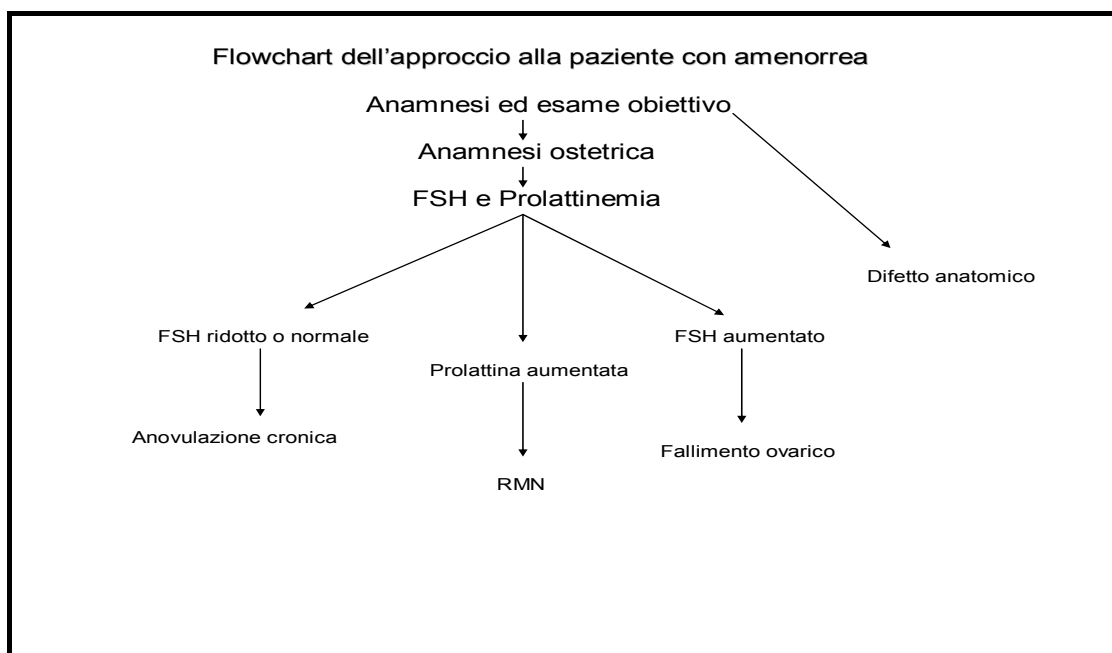 Flowchart dell'approccio alla paziente con amenorrea
Anamnesi ed esame obiettivo
Anamnesi ostetrica
FSH e Prolattinemia
Difetto anatomico
FSH ridotto o normale
FSH aumentato
Prolattina aumentata
Anovulazione cronica
Fallimento ovarico
RMN